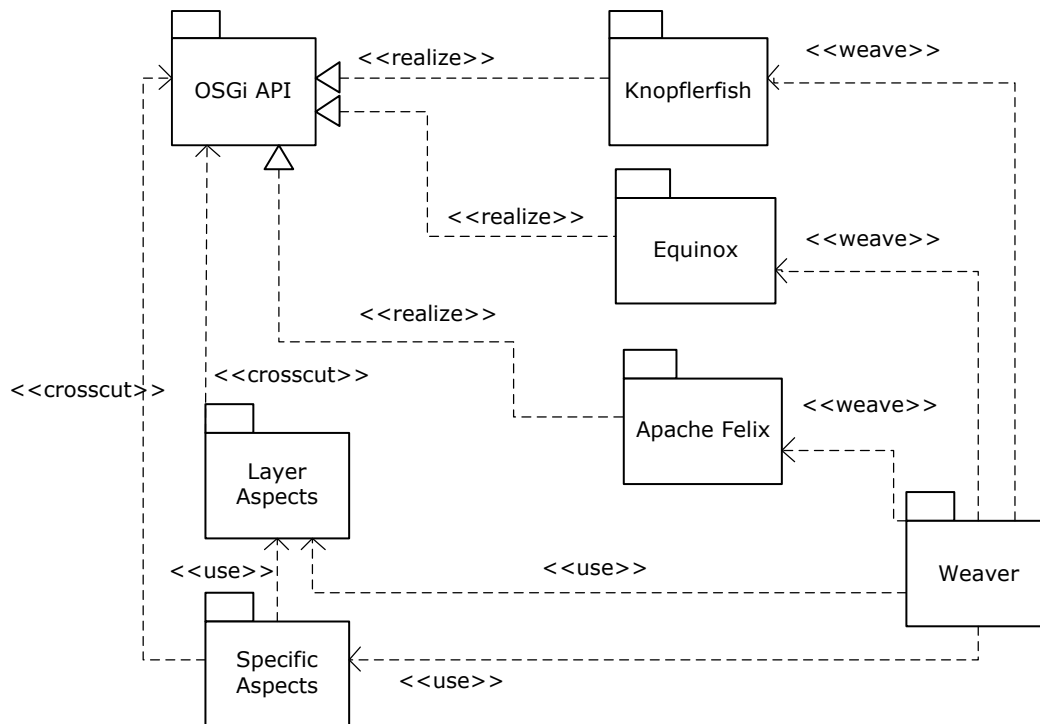 <<realize>>
<<weave>>
OSGi API
Knopflerfish
<<realize>>
<<weave>>
Equinox
<<realize>>
<<crosscut>>
<<crosscut>>
<<weave>>
Apache Felix
Layer
Aspects
<<use>>
<<use>>
Weaver
Specific
Aspects
<<use>>